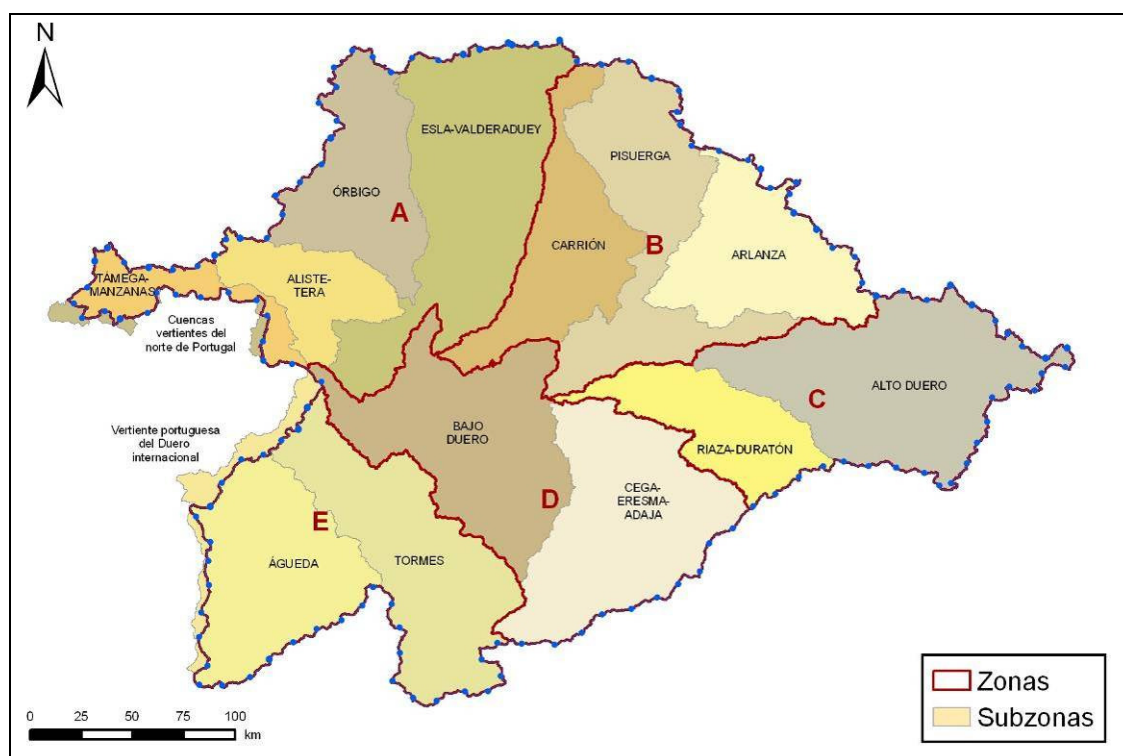 N
ESLA-VALDERADUEY
PISUERGA
ÓRBIGO
A
CARRIÓN
B
ARLANZA
TÁMEGA-
MANZANAS
ALISTE-
TERA
Cuencas
vertientes del
norte de Portugal
ALTO DUERO
C
Vertiente portuguesa
del Duero
internacional
BAJO
DUERO
RIAZA-DURATÓN
CEGA-
ERESMA-
ADAJA
D
E
ÁGUEDA
TORMES
Zonas
Subzonas
0 25 50 75 100
km